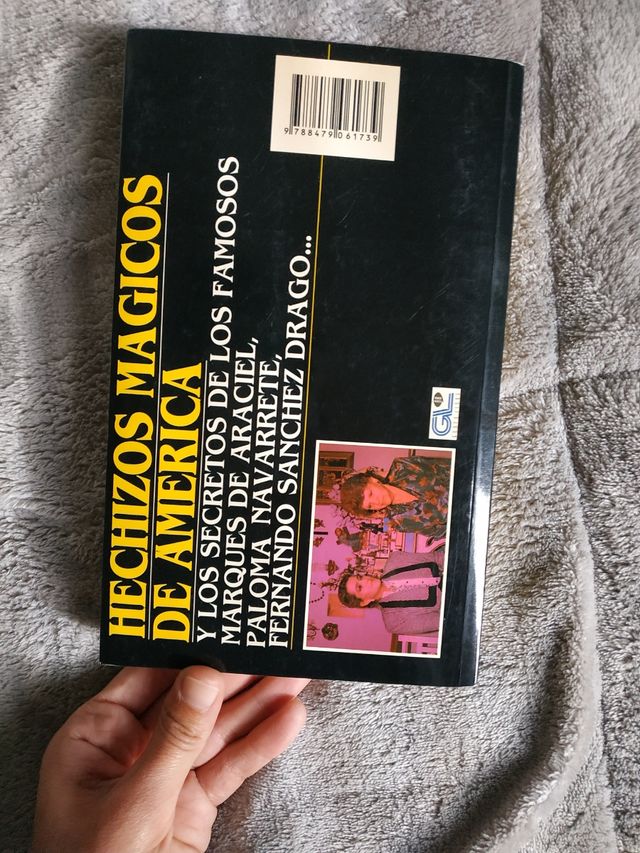 HECHIZOS MAGICOS
DE AMERICA
Y LOS SECRETOS DE LOS FAMOSOS
MARQUES DE ARACIEL,
PALOMA NAVARRETE,
FERNANDO SANCHEZ DRAGO...
9 788479 061739
GL